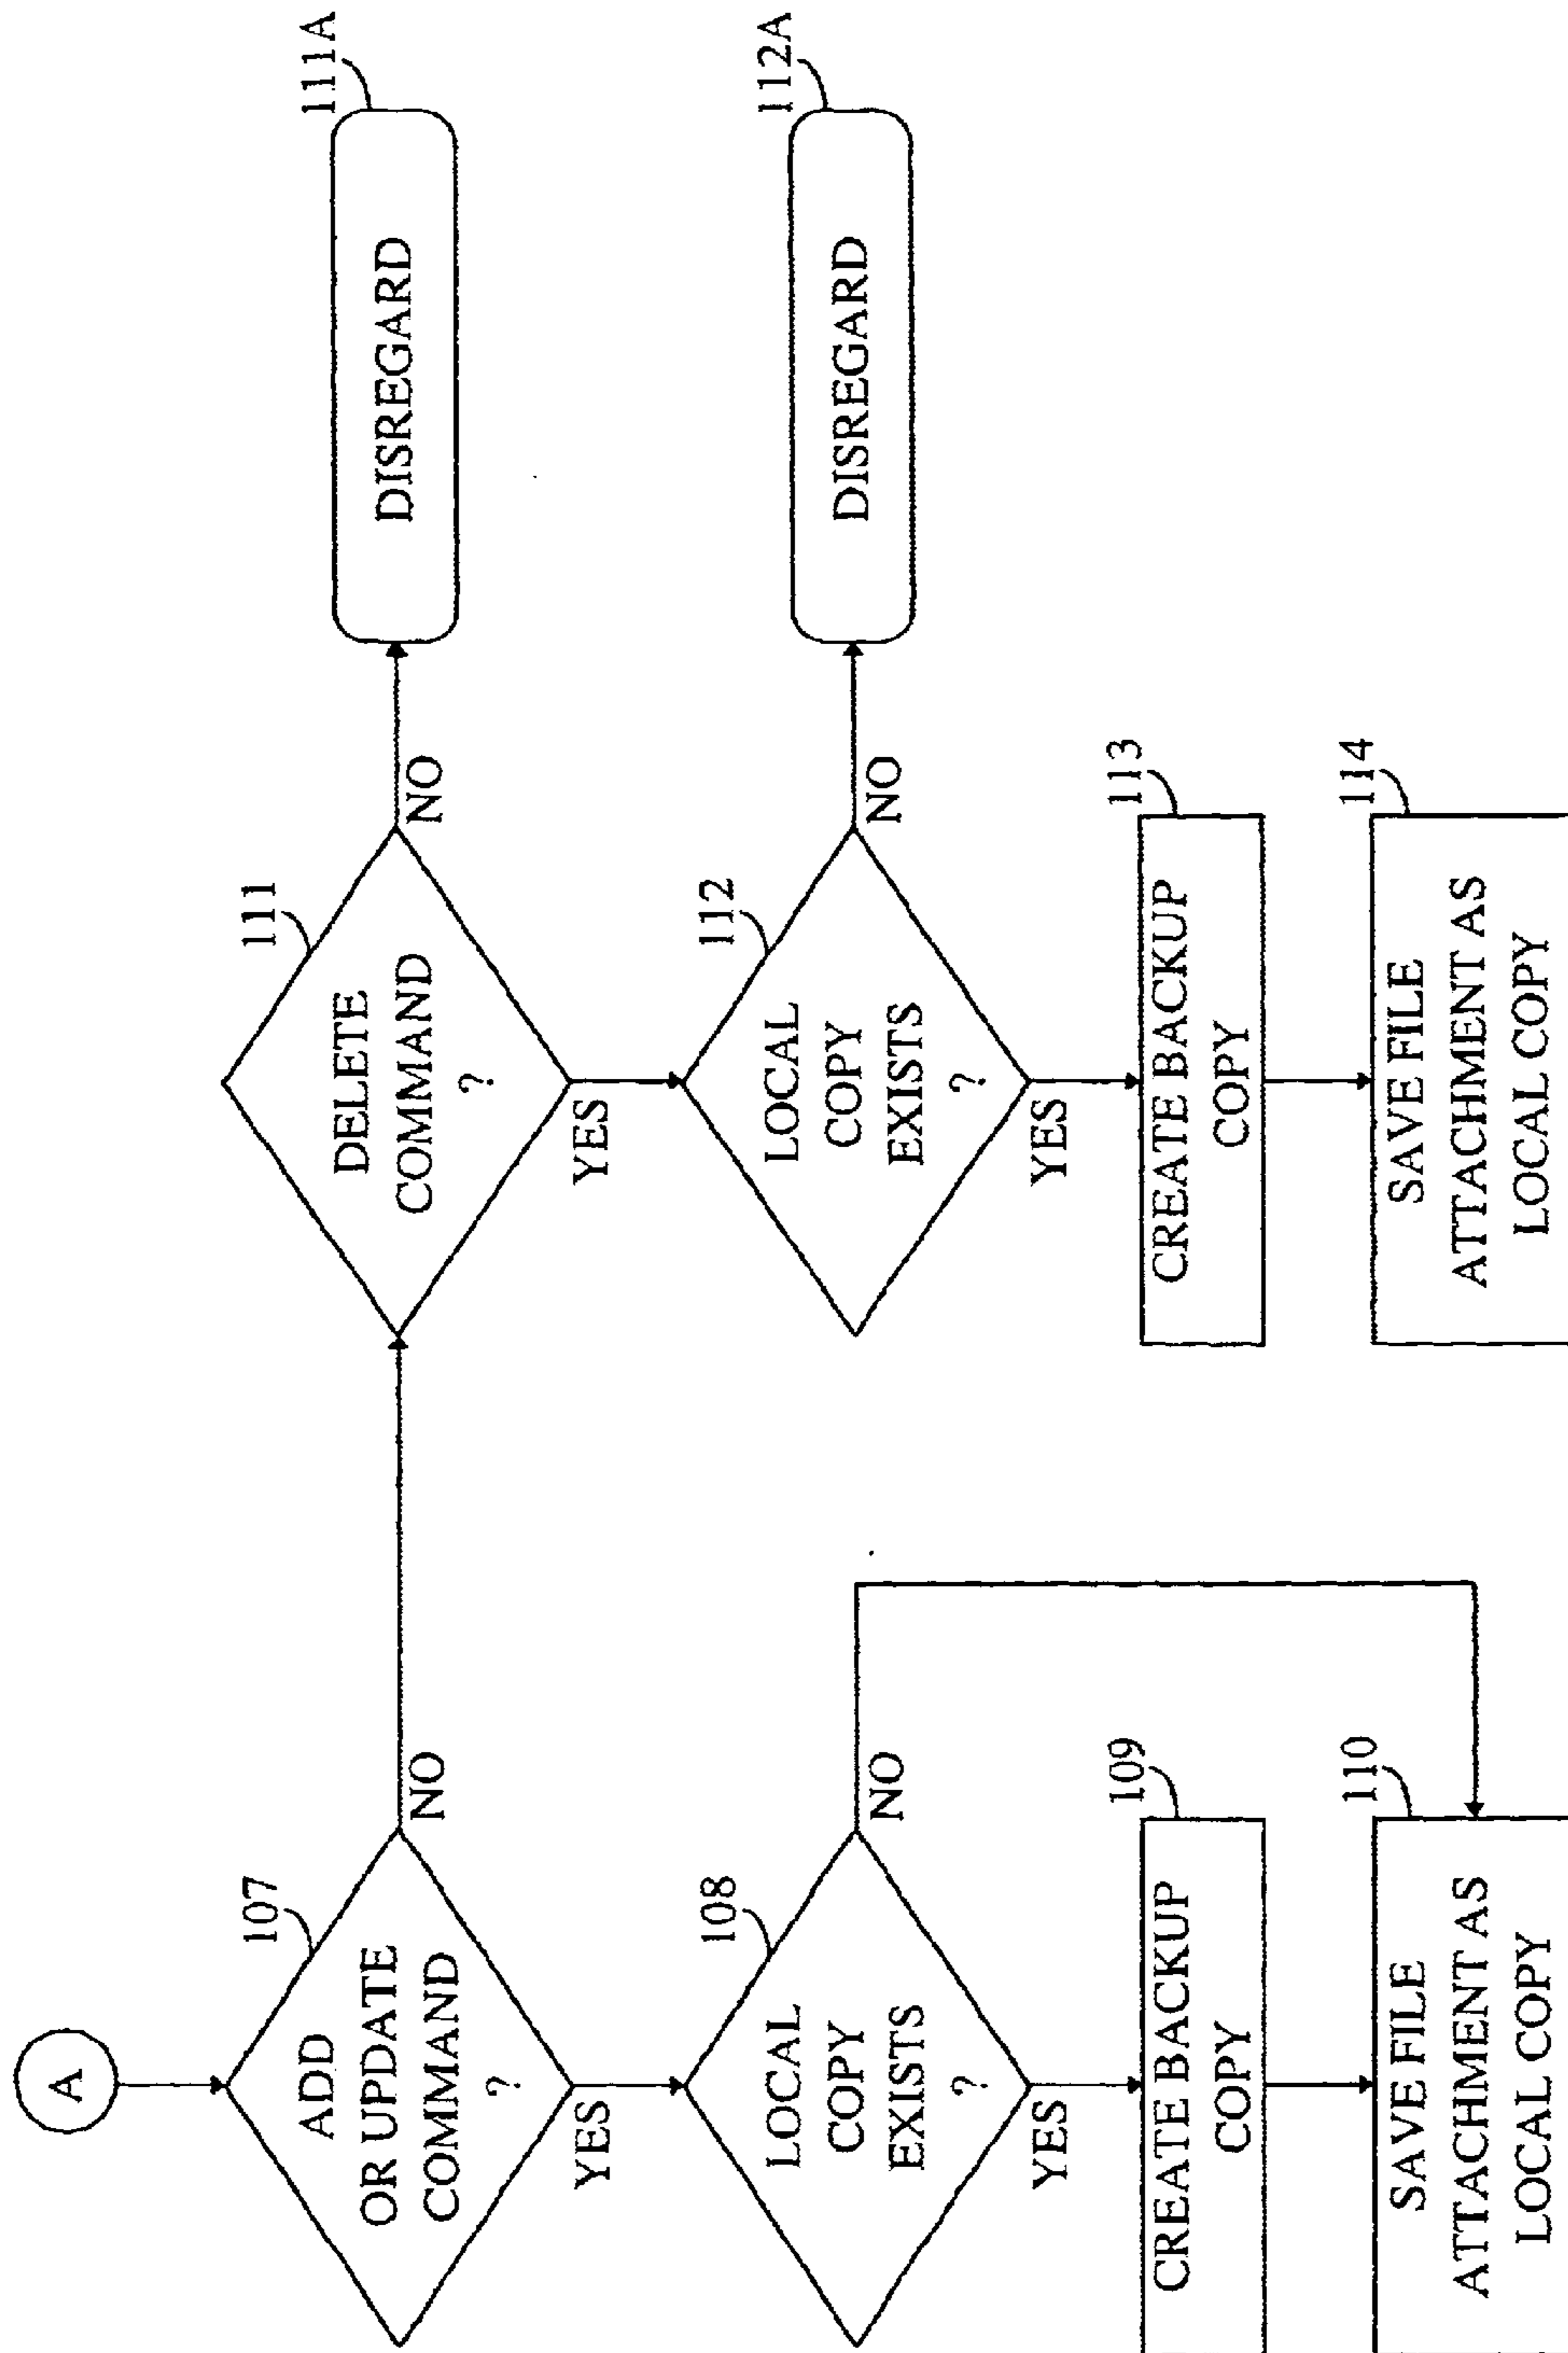 A
107
ADD
OR UPDATE
COMMAND
?
NO
YES
108
LOCAL
COPY
EXISTS
?
NO
YES
109
CREATE BACKUP
COPY
110
SAVE FILE
ATTACHMENT AS
LOCAL COPY
111
DELETE
COMMAND
?
NO
YES
111A
DISREGARD
112
LOCAL
COPY
EXISTS
?
NO
YES
112A
DISREGARD
113
CREATE BACKUP
COPY
114
SAVE FILE
ATTACHMENT AS
LOCAL COPY